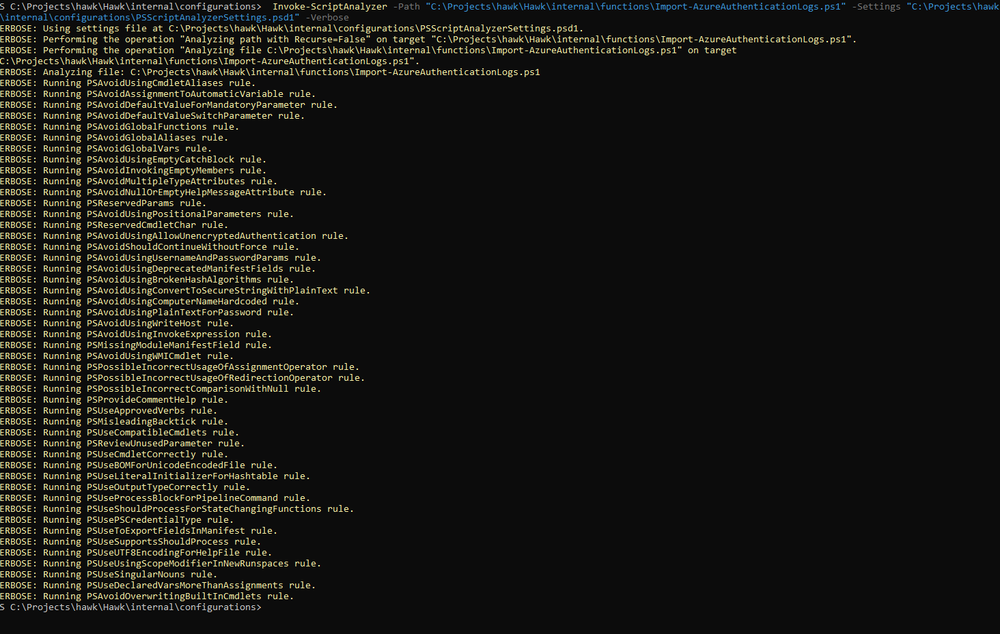 S C:\Projects\hawk\Hawk\internal\configurations>  Invoke-ScriptAnalyzer -Path "C:\Projects\hawk\Hawk\internal\functions\Import-AzureAuthenticationLogs.ps1" -Settings "C:\Projects\hawk
\internal\configurations\PSScriptAnalyzerSettings.psd1" -Verbose
ERBOSE: Using settings file at C:\Projects\hawk\Hawk\internal\configurations\PSScriptAnalyzerSettings.psd1.
ERBOSE: Performing the operation "Analyzing path with Recurse=False" on target "C:\Projects\hawk\Hawk\internal\functions\Import-AzureAuthenticationLogs.ps1".
ERBOSE: Performing the operation "Analyzing file C:\Projects\hawk\Hawk\internal\functions\Import-AzureAuthenticationLogs.ps1" on target
C:\Projects\hawk\Hawk\internal\functions\Import-AzureAuthenticationLogs.ps1".
ERBOSE: Analyzing file: C:\Projects\hawk\Hawk\internal\functions\Import-AzureAuthenticationLogs.ps1
ERBOSE: Running PSAvoidUsingCmdletAliases rule.
ERBOSE: Running PSAvoidAssignmentToAutomaticVariable rule.
ERBOSE: Running PSAvoidDefaultValueForMandatoryParameter rule.
ERBOSE: Running PSAvoidDefaultValueSwitchParameter rule.
ERBOSE: Running PSAvoidGlobalFunctions rule.
ERBOSE: Running PSAvoidGlobalAliases rule.
ERBOSE: Running PSAvoidGlobalVars rule.
ERBOSE: Running PSAvoidUsingEmptyCatchBlock rule.
ERBOSE: Running PSAvoidInvokingEmptyMembers rule.
ERBOSE: Running PSAvoidMultipleTypeAttributes rule.
ERBOSE: Running PSAvoidNullOrEmptyHelpMessageAttribute rule.
ERBOSE: Running PSReservedParams rule.
ERBOSE: Running PSAvoidUsingPositionalParameters rule.
ERBOSE: Running PSReservedCmdletChar rule.
ERBOSE: Running PSAvoidUsingAllowUnencryptedAuthentication rule.
ERBOSE: Running PSAvoidShouldContinueWithoutForce rule.
ERBOSE: Running PSAvoidUsingUsernameAndPasswordParams rule.
ERBOSE: Running PSAvoidUsingDeprecatedManifestFields rule.
ERBOSE: Running PSAvoidUsingBrokenHashAlgorithms rule.
ERBOSE: Running PSAvoidUsingConvertToSecureStringWithPlainText rule.
ERBOSE: Running PSAvoidUsingComputerNameHardcoded rule.
ERBOSE: Running PSAvoidUsingPlainTextForPassword rule.
ERBOSE: Running PSAvoidUsingWriteHost rule.
ERBOSE: Running PSAvoidUsingInvokeExpression rule.
ERBOSE: Running PSMissingModuleManifestField rule.
ERBOSE: Running PSAvoidUsingWMICmdlet rule.
ERBOSE: Running PSPossibleIncorrectUsageOfAssignmentOperator rule.
ERBOSE: Running PSPossibleIncorrectUsageOfRedirectionOperator rule.
ERBOSE: Running PSPossibleIncorrectComparisonWithNull rule.
ERBOSE: Running PSProvideCommentHelp rule.
ERBOSE: Running PSUseApprovedVerbs rule.
ERBOSE: Running PSMisleadingBacktick rule.
ERBOSE: Running PSUseCompatibleCmdlets rule.
ERBOSE: Running PSReviewUnusedParameter rule.
ERBOSE: Running PSUseCmdletCorrectly rule.
ERBOSE: Running PSUseBOMForUnicodeEncodedFile rule.
ERBOSE: Running PSUseLiteralInitializerForHashtable rule.
ERBOSE: Running PSUseOutputTypeCorrectly rule.
ERBOSE: Running PSUseProcessBlockForPipelineCommand rule.
ERBOSE: Running PSUseShouldProcessForStateChangingFunctions rule.
ERBOSE: Running PSUsePSCredentialType rule.
ERBOSE: Running PSUseToExportFieldsInManifest rule.
ERBOSE: Running PSUseSupportsShouldProcess rule.
ERBOSE: Running PSUseUTF8EncodingForHelpFile rule.
ERBOSE: Running PSUseUsingScopeModifierInNewRunspaces rule.
ERBOSE: Running PSUseSingularNouns rule.
ERBOSE: Running PSUseDeclaredVarsMoreThanAssignments rule.
ERBOSE: Running PSAvoidOverwritingBuiltInCmdlets rule.
S C:\Projects\hawk\Hawk\internal\configurations>